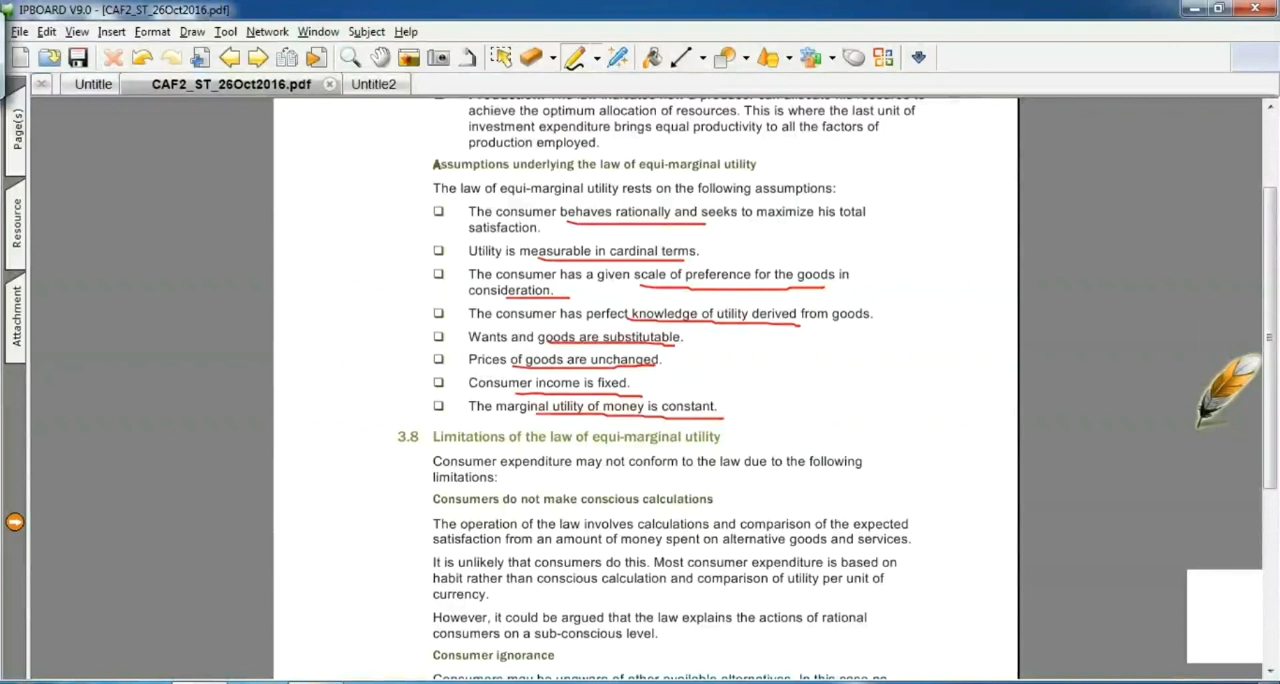 IPBOARD V9.0 - [CAF2_ST_26Oct2016.pdf]
File Edit View Insert Format Draw Tool Network Window Subject Help
Untitle CAF2_ST_26Oct2016.pdf Untitle2
Page(s)
Resource
Attachment
achieve the optimum allocation of resources. This is where the last unit of
investment expenditure brings equal productivity to all the factors of
production employed.
Assumptions underlying the law of equi-marginal utility
The law of equi-marginal utility rests on the following assumptions:
❑ The consumer behaves rationally and seeks to maximize his total
satisfaction.
❑ Utility is measurable in cardinal terms.
❑ The consumer has a given scale of preference for the goods in
consideration.
❑ The consumer has perfect knowledge of utility derived from goods.
❑ Wants and goods are substitutable.
❑ Prices of goods are unchanged.
❑ Consumer income is fixed.
❑ The marginal utility of money is constant.
3.8 Limitations of the law of equi-marginal utility
Consumer expenditure may not conform to the law due to the following
limitations:
Consumers do not make conscious calculations
The operation of the law involves calculations and comparison of the expected
satisfaction from an amount of money spent on alternative goods and services.
It is unlikely that consumers do this. Most consumer expenditure is based on
habit rather than conscious calculation and comparison of utility per unit of
currency.
However, it could be argued that the law explains the actions of rational
consumers on a sub-conscious level.
Consumer ignorance